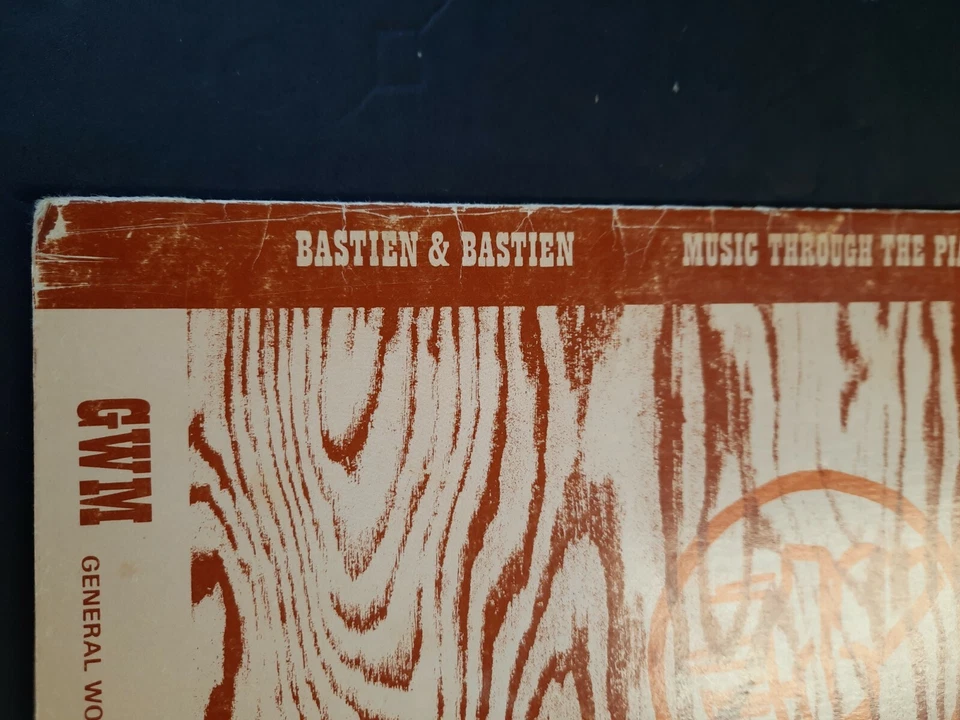 BASTIEN & BASTIEN
MUSIC THROUGH THE PIA
GWM
GENERAL WO